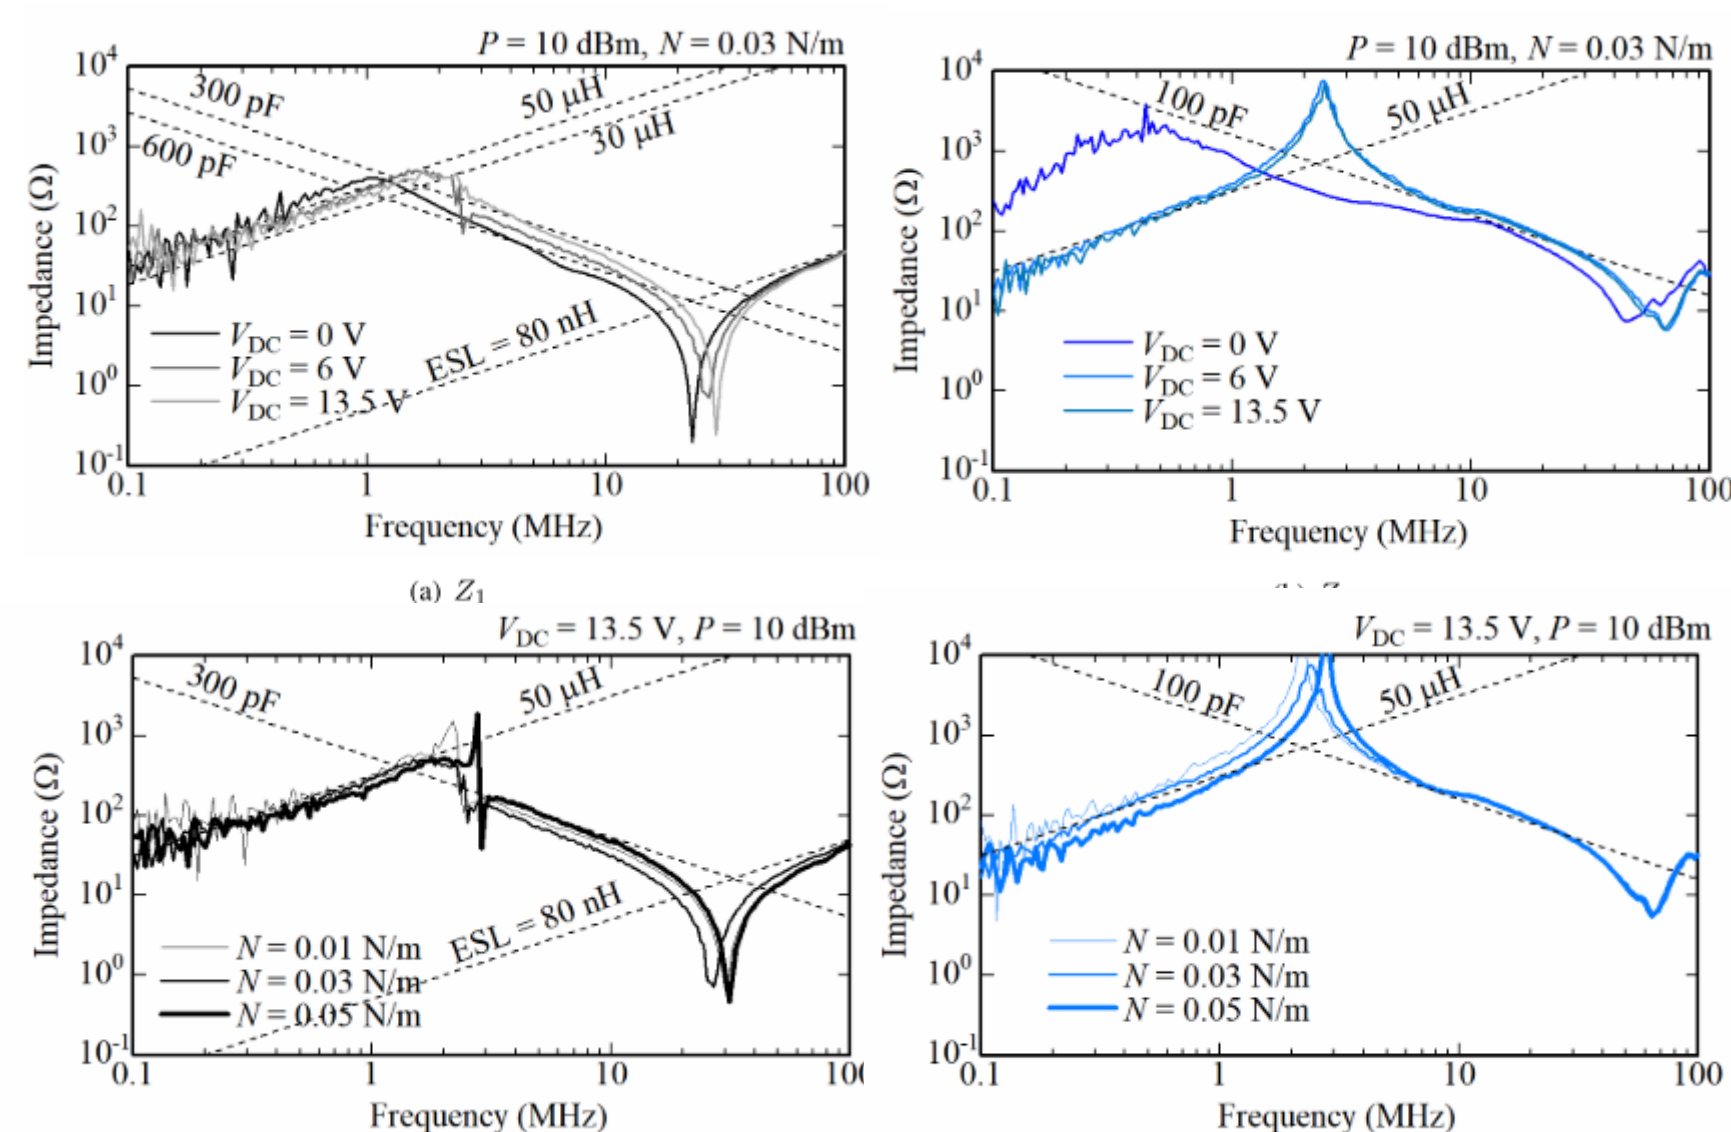 P = 10 dBm, N = 0.03 N/m
10^4
10^3
10^2
10^1
10^0
10^-1
Impedance (Ω)
300 pF
600 pF
50 μH
30 μH
ESL = 80 nH
V_DC = 0 V
V_DC = 6 V
V_DC = 13.5 V
0.1 1 10 100
Frequency (MHz)
(a) Z_1
P = 10 dBm, N = 0.03 N/m
10^4
10^3
10^2
10^1
10^0
10^-1
Impedance (Ω)
100 pF
50 μH
V_DC = 0 V
V_DC = 6 V
V_DC = 13.5 V
0.1 1 10 100
Frequency (MHz)
V_DC = 13.5 V, P = 10 dBm
10^4
10^3
10^2
10^1
10^0
10^-1
Impedance (Ω)
300 pF
50 μH
ESL = 80 nH
N = 0.01 N/m
N = 0.03 N/m
N = 0.05 N/m
0.1 1 10
Frequency (MHz)
V_DC = 13.5 V, P = 10 dBm
10^4
10^3
10^2
10^1
10^0
10^-1
Impedance (Ω)
100 pF
50 μH
N = 0.01 N/m
N = 0.03 N/m
N = 0.05 N/m
0.1 1 10 100
Frequency (MHz)